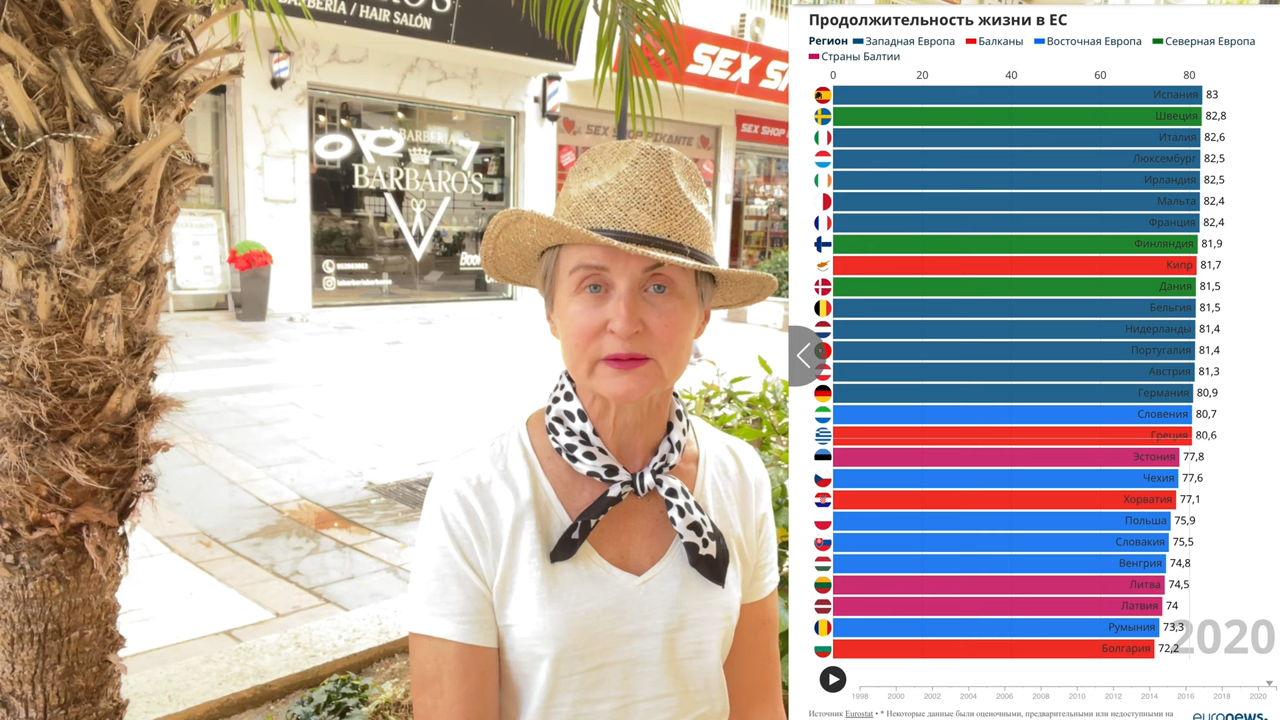 BARBERÍA / HAIR SALÓN
SEX S
SEX SHOP PIKANTE
SEX SHOP
LA BARBERIA
BARBARO'S
Продолжительность жизни в ЕС
Регион Западная Европа Балканы Восточная Европа Северная Европа
Страны Балтии
0 20 40 60 80
Испания 83
Швеция 82,8
Италия 82,6
Люксембург 82,5
Ирландия 82,5
Мальта 82,4
Франция 82,4
Финляндия 81,9
Кипр 81,7
Дания 81,5
Бельгия 81,5
Нидерланды 81,4
Португалия 81,4
Австрия 81,3
Германия 80,9
Словения 80,7
Греция 80,6
Эстония 77,8
Чехия 77,6
Хорватия 77,1
Польша 75,9
Словакия 75,5
Венгрия 74,8
Литва 74,5
Латвия 74
Румыния 73,3
Болгария 72,2
2020
1998 2000 2002 2004 2006 2008 2010 2012 2014 2016 2018 2020
Источник Eurostat • * Некоторые данные были оценочными, предварительными или недоступными на
euronews.